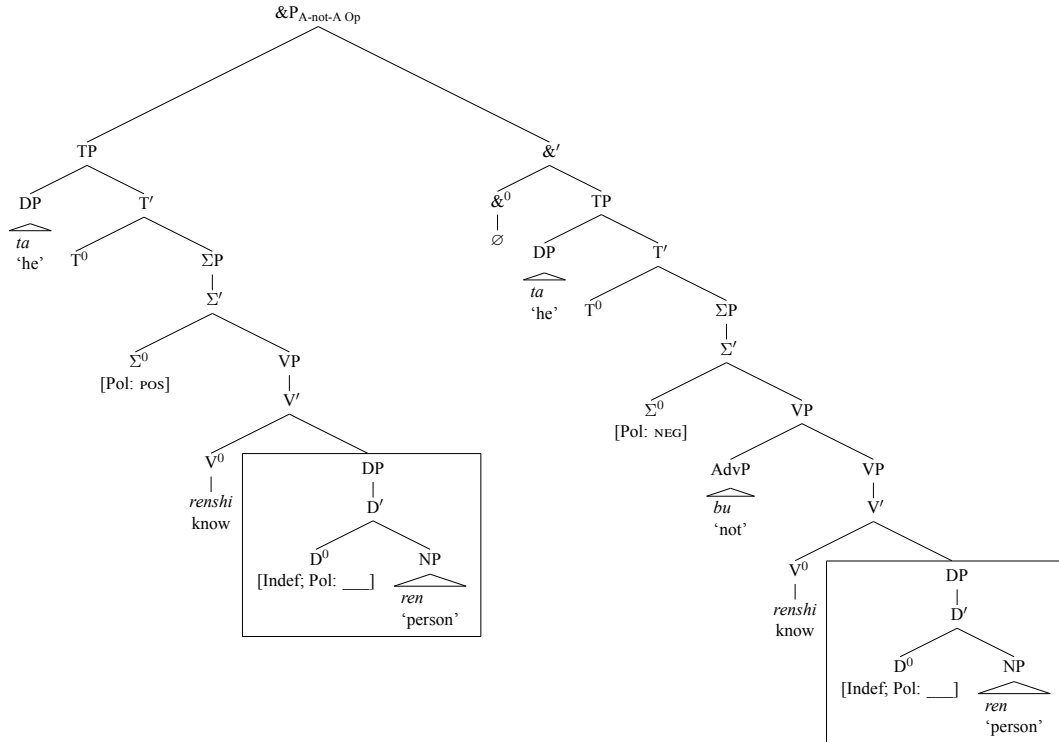 &P A-not-A Op
TP &′
DP T′ &⁰ TP
ta
‘he’ T⁰ ΣP ∅ DP T′
Σ′ ta
‘he’ T⁰ ΣP
Σ⁰ VP Σ′
[Pol: POS] V′ Σ⁰ VP
[Pol: NEG]
V⁰ DP AdvP VP
renshi D′ bu V′
know ‘not’
D⁰ NP V⁰ DP
[Indef; Pol: ___] ren renshi D′
‘person’ know
D⁰ NP
[Indef; Pol: ___] ren
‘person’